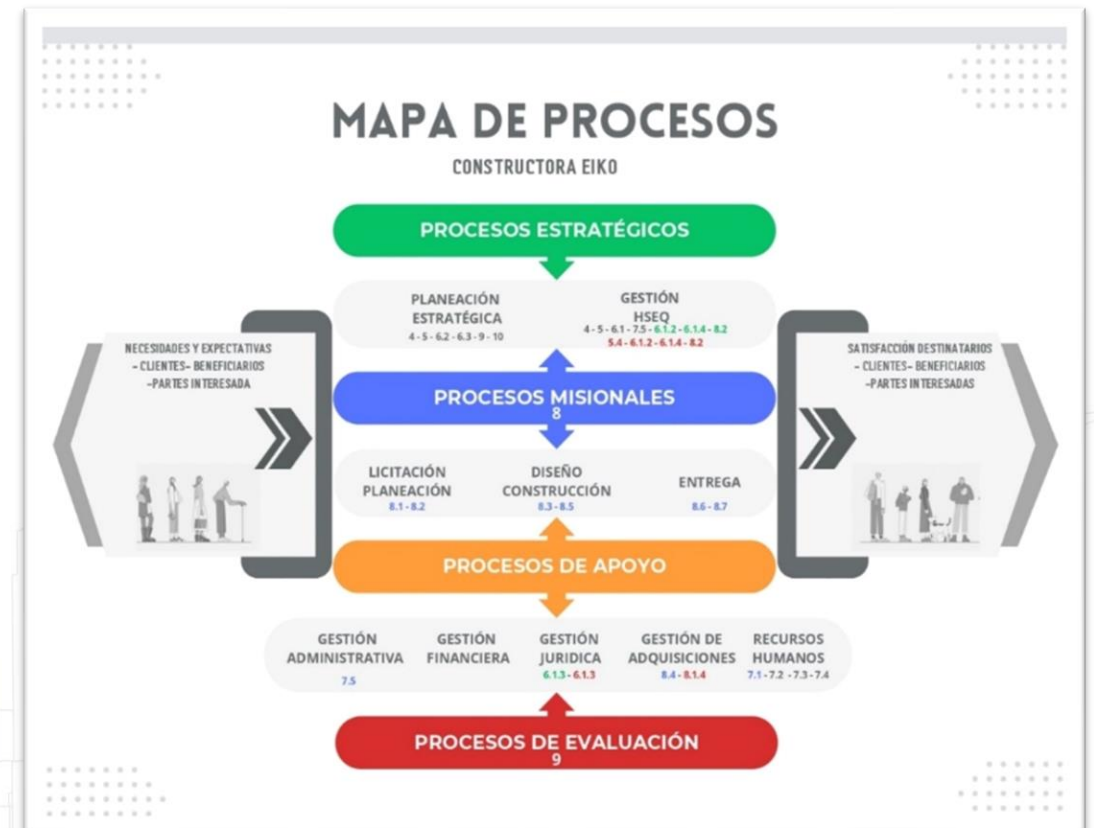 MAPA DE PROCESOS
CONSTRUCTORA EIKO
PROCESOS ESTRATÉGICOS
PLANEACIÓN
ESTRATÉGICA
4 - 5 - 6.2 - 6.3 - 9 - 10
GESTIÓN
HSEQ
4 - 5 - 6.1 - 7.5 - 6.1.2 - 6.1.4 - 8.2
5.4 - 6.1.2 - 6.1.4 - 8.2
NECESIDADES Y EXPECTATIVAS
- CLIENTES- BENEFICIARIOS
-PARTES INTERESADA
SATISFACCIÓN DESTINATARIOS
- CLIENTES- BENEFICIARIOS
-PARTES INTERESADAS
PROCESOS MISIONALES
8
LICITACIÓN
PLANEACIÓN
8.1 - 8.2
DISEÑO
CONSTRUCCIÓN
8.3 - 8.5
ENTREGA
8.6 - 8.7
PROCESOS DE APOYO
GESTIÓN
ADMINISTRATIVA
7.5
GESTIÓN
FINANCIERA
GESTIÓN
JURIDICA
6.1.3 - 6.1.3
GESTIÓN DE
ADQUISICIONES
8.4 - 8.1.4
RECURSOS
HUMANOS
7.1 - 7.2 - 7.3 - 7.4
PROCESOS DE EVALUACIÓN
9